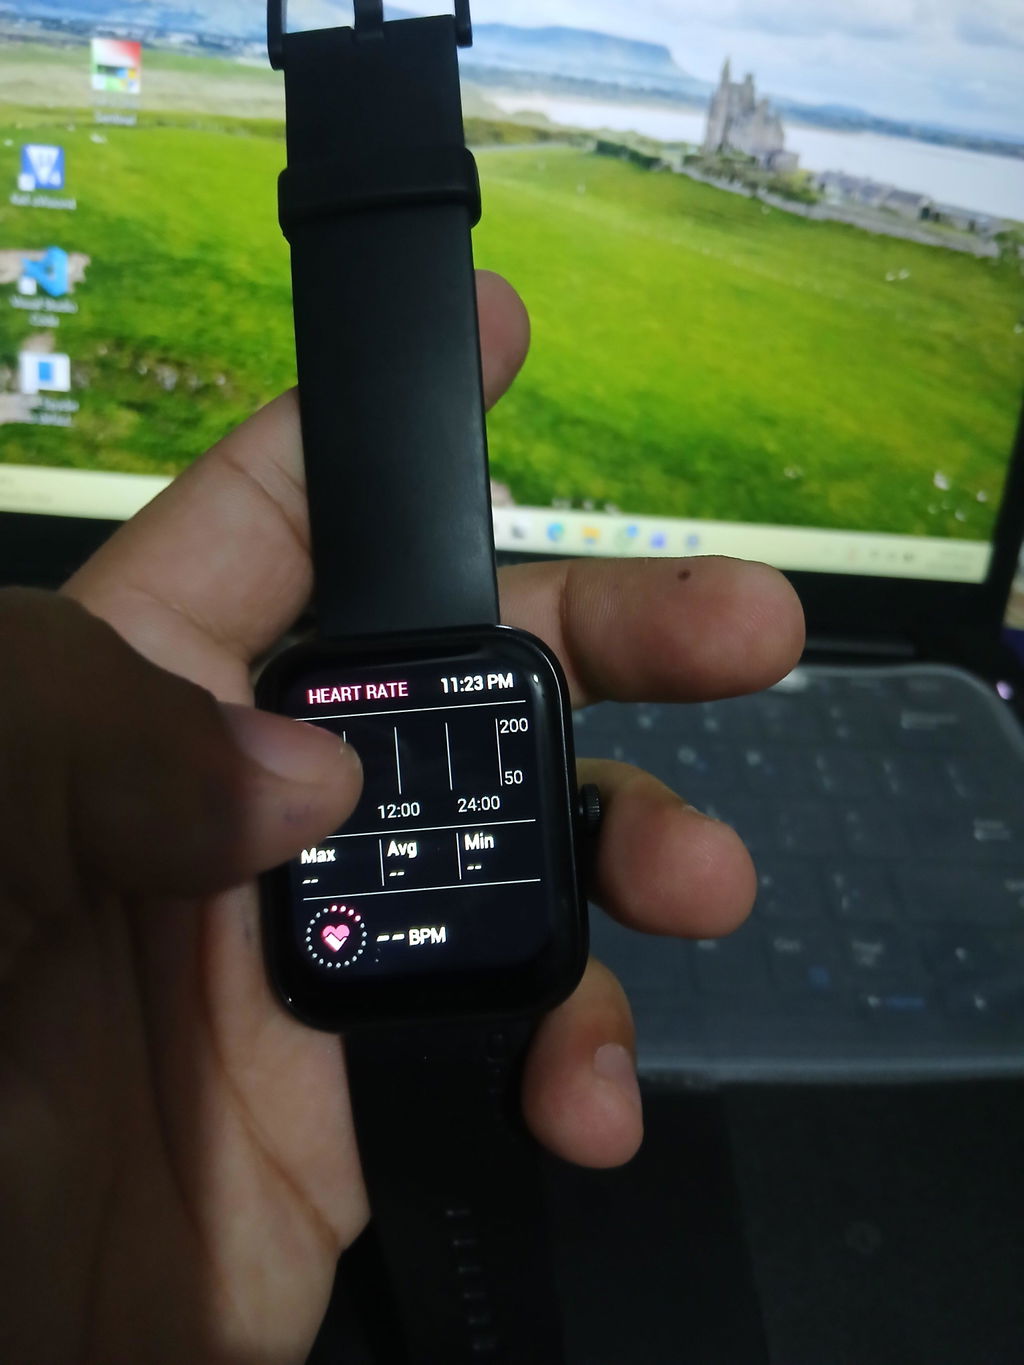 HEART RATE 11:23 PM
200
50
12:00 24:00
Max Avg Min
-- -- --
-- BPM